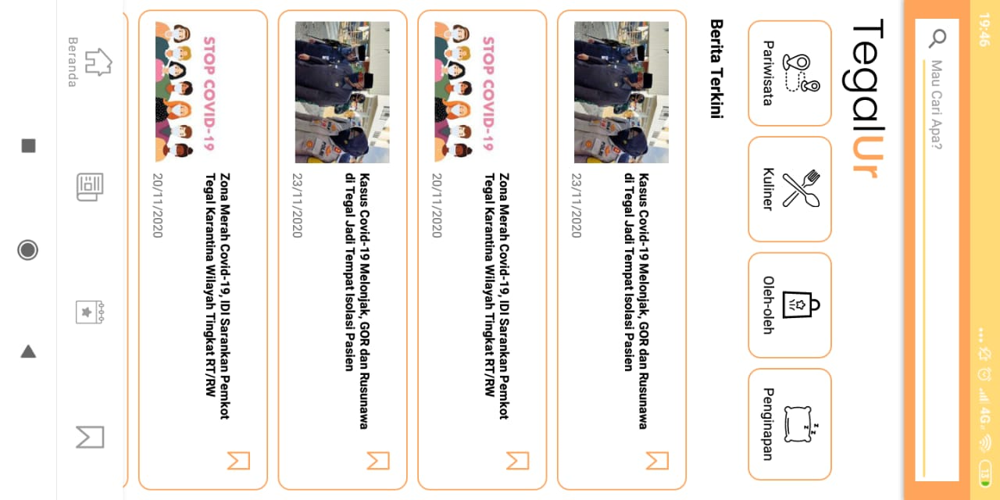 19:46
4G
13
Mau Cari Apa?
TegalUr
Pariwisata
Kuliner
Oleh-oleh
Penginapan
Berita Terkini
Kasus Covid-19 Melonjak, GOR dan Rusunawa
di Tegal Jadi Tempat Isolasi Pasien
23/11/2020
STOP COVID-19
Zona Merah Covid-19, IDI Sarankan Pemkot
Tegal Karantina Wilayah Tingkat RT/RW
20/11/2020
Kasus Covid-19 Melonjak, GOR dan Rusunawa
di Tegal Jadi Tempat Isolasi Pasien
23/11/2020
STOP COVID-19
Zona Merah Covid-19, IDI Sarankan Pemkot
Tegal Karantina Wilayah Tingkat RT/RW
20/11/2020
Beranda